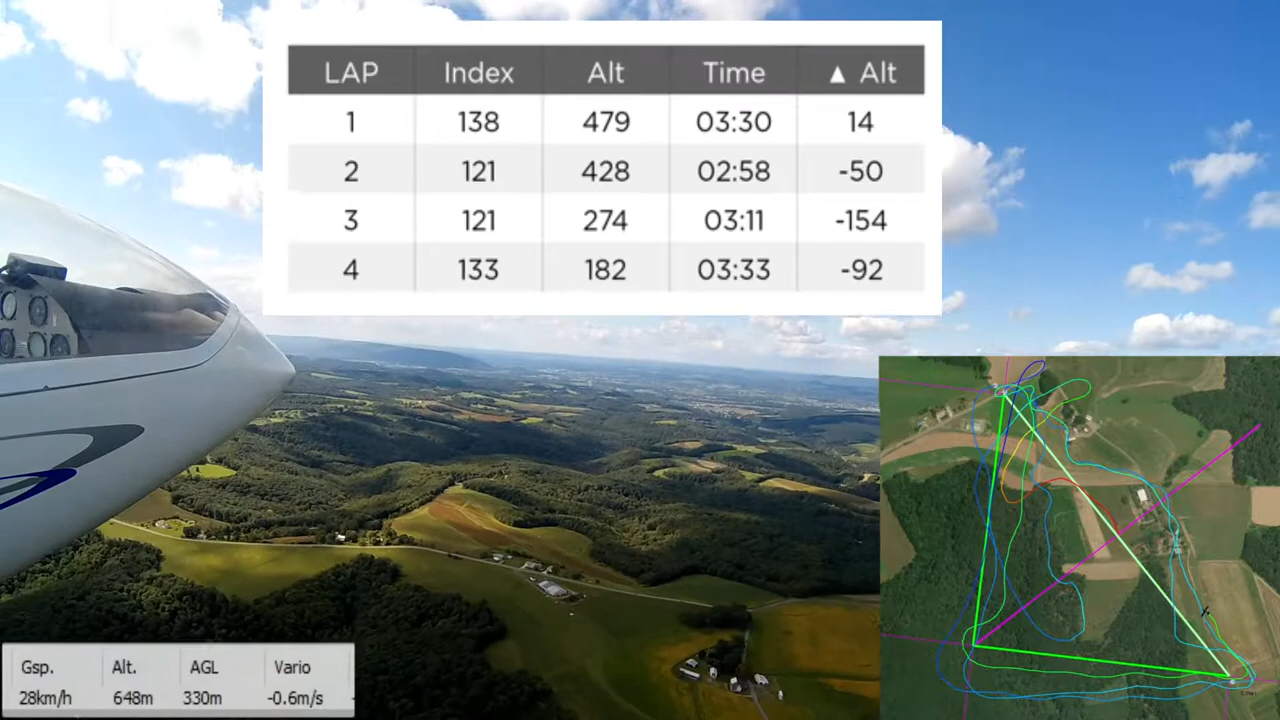 LAP Index Alt Time ▲ Alt
1 138 479 03:30 14
2 121 428 02:58 -50
3 121 274 03:11 -154
4 133 182 03:33 -92
Gsp. Alt. AGL Vario
28km/h 648m 330m -0.6m/s